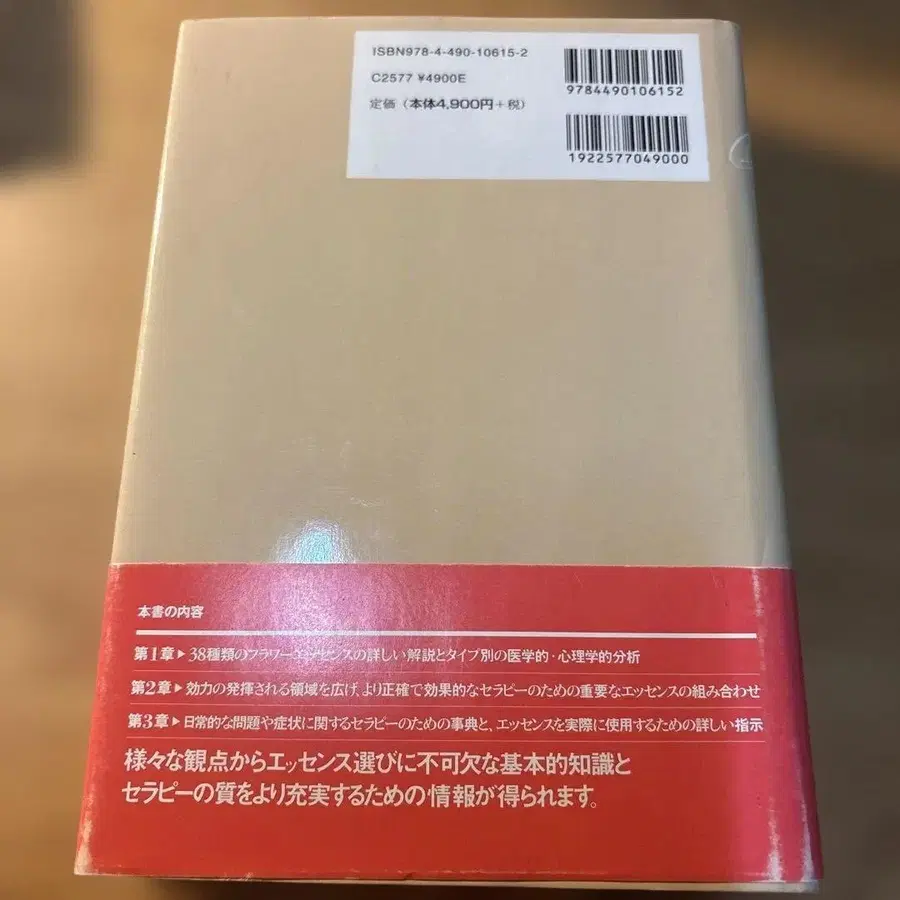 ISBN978-4-490-10615-2
C2577 ¥4900E
定価（本体4,900円+税）
9784490106152
1922577049000
本書の内容
第1章▶38種類のフラワーエッセンスの詳しい解説とタイプ別の医学的・心理学的分析
第2章▶効力の発揮される領域を広げ、より正確で効果的なセラピーのための重要なエッセンスの組み合わせ
第3章▶日常的な問題や症状に関するセラピーのための事典と、エッセンスを実際に使用するための詳しい指示
様々な観点からエッセンス選びに不可欠な基本的知識と
セラピーの質をより充実するための情報が得られます。